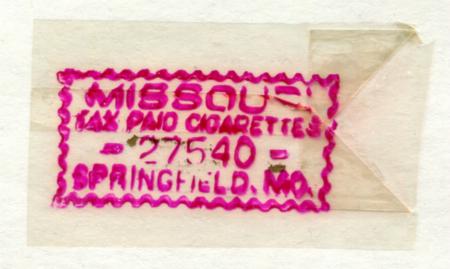 MISSOURI
TAX PAID CIGARETTES
- 27540 -
SPRINGFIELD, MO.